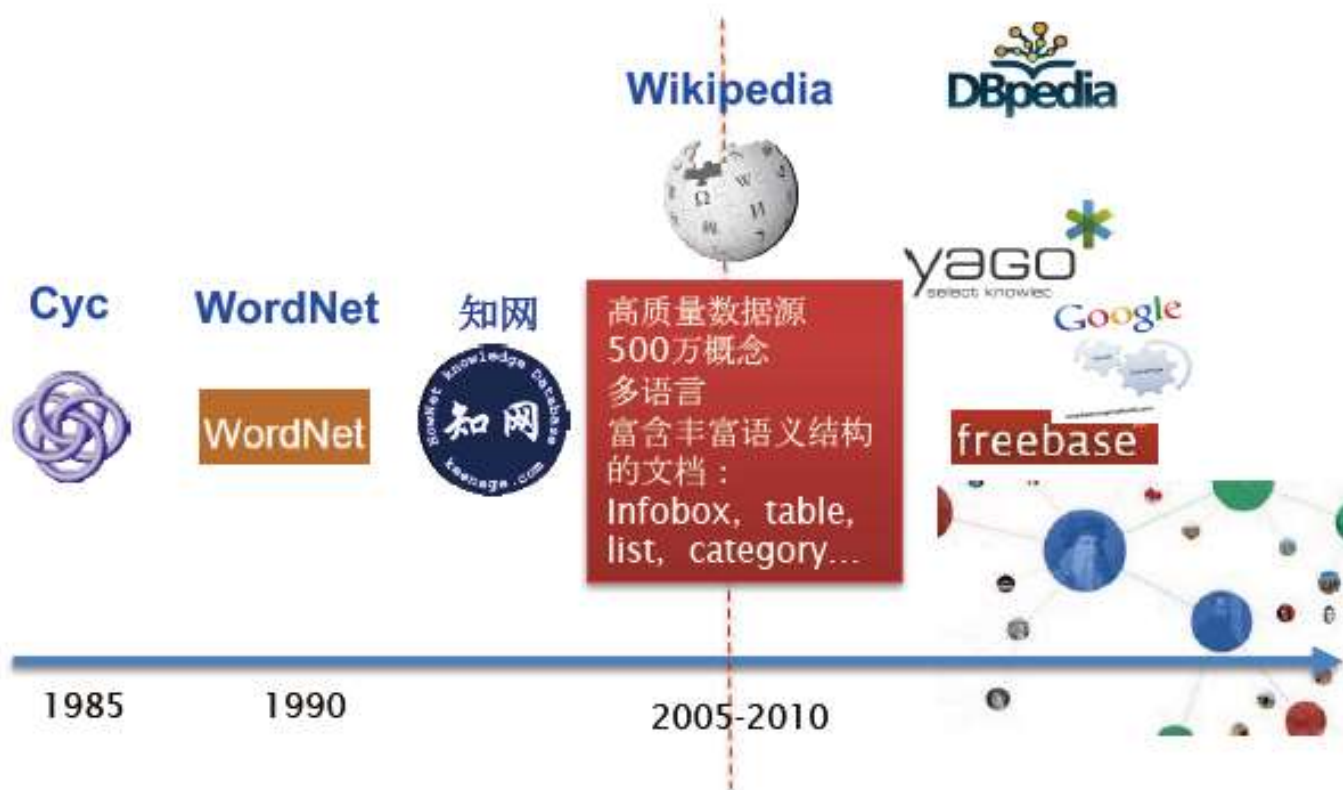 Wikipedia
DBpedia
yago
select knowlec
Google
Cyc
WordNet
知网
WordNet
HowNet knowledge Database
知网
keenage.com
高质量数据源
500万概念
多语言
富含丰富语义结构
的文档：
Infobox, table,
list, category...
freebase
1985
1990
2005-2010